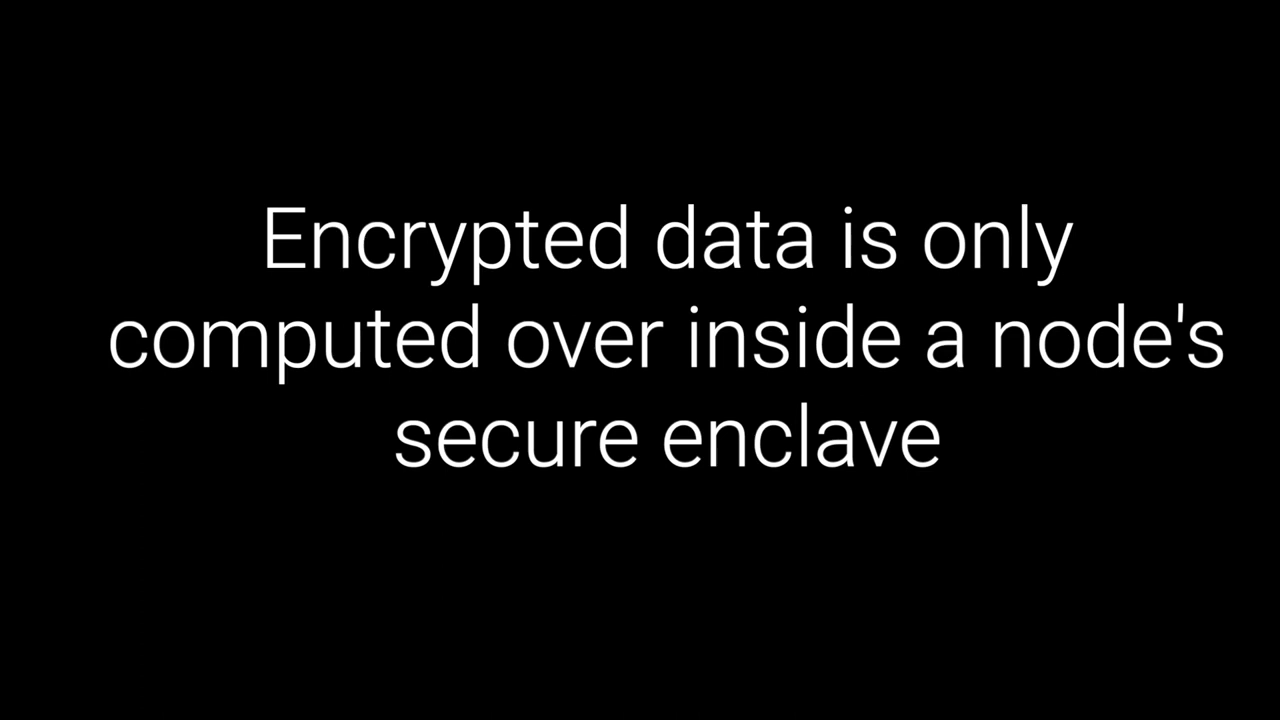 Encrypted data is only
computed over inside a node's
secure enclave